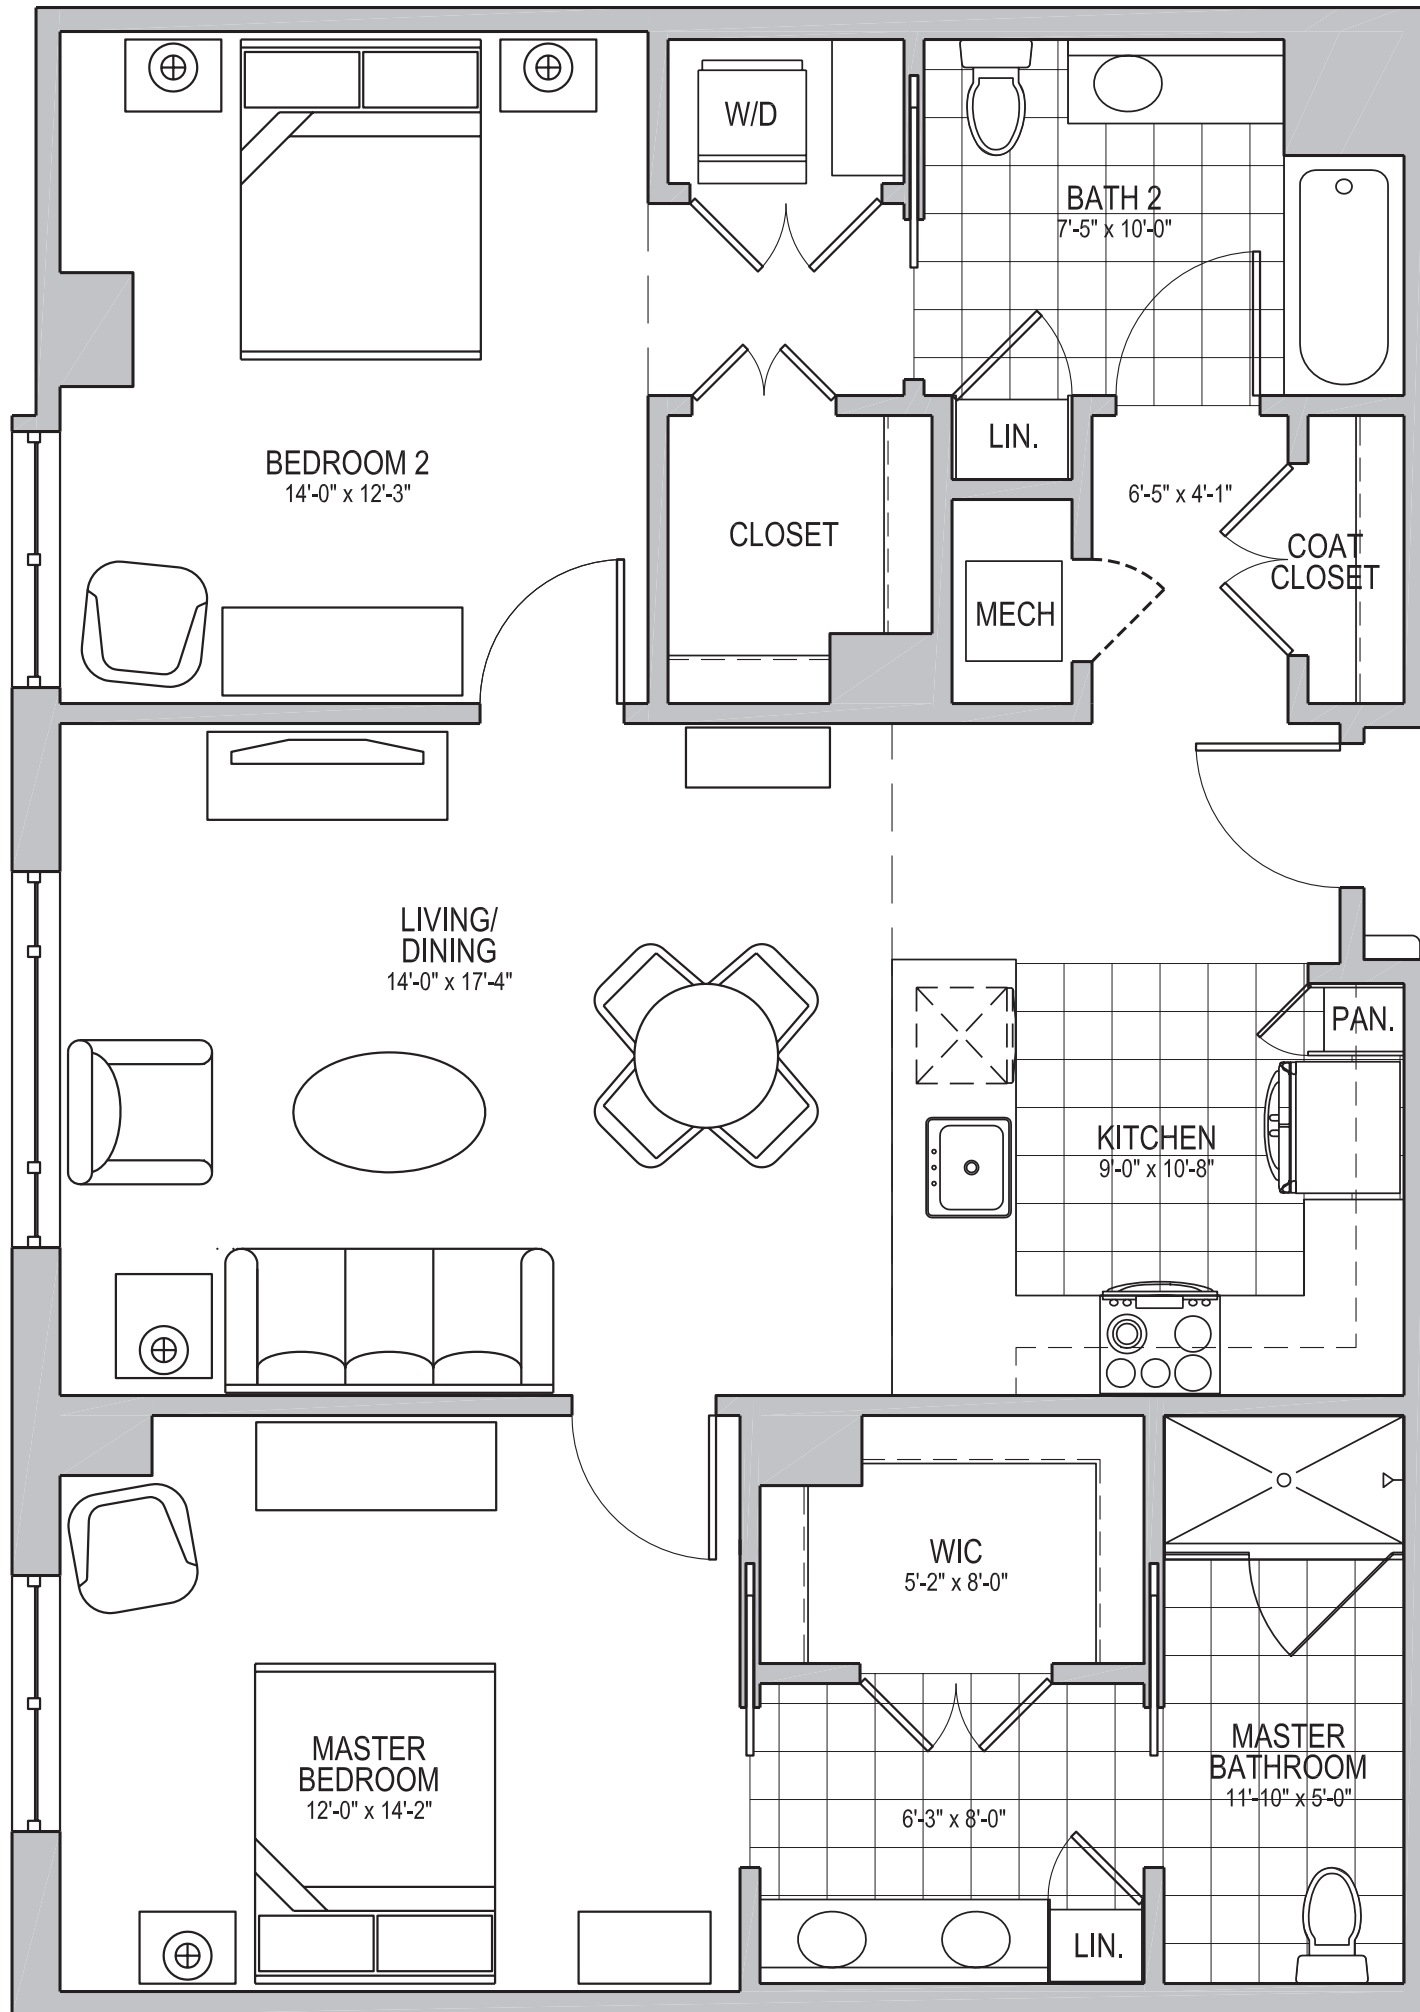 W/D
BATH 2
7'-5" x 10'-0"
BEDROOM 2
14'-0" x 12'-3"
LIN.
6'-5" x 4'-1"
CLOSET
COAT
CLOSET
MECH
LIVING/
DINING
14'-0" x 17'-4"
PAN.
KITCHEN
9'-0" x 10'-8"
WIC
5'-2" x 8'-0"
MASTER
BEDROOM
12'-0" x 14'-2"
MASTER
BATHROOM
11'-10" x 5'-0"
6'-3" x 8'-0"
LIN.